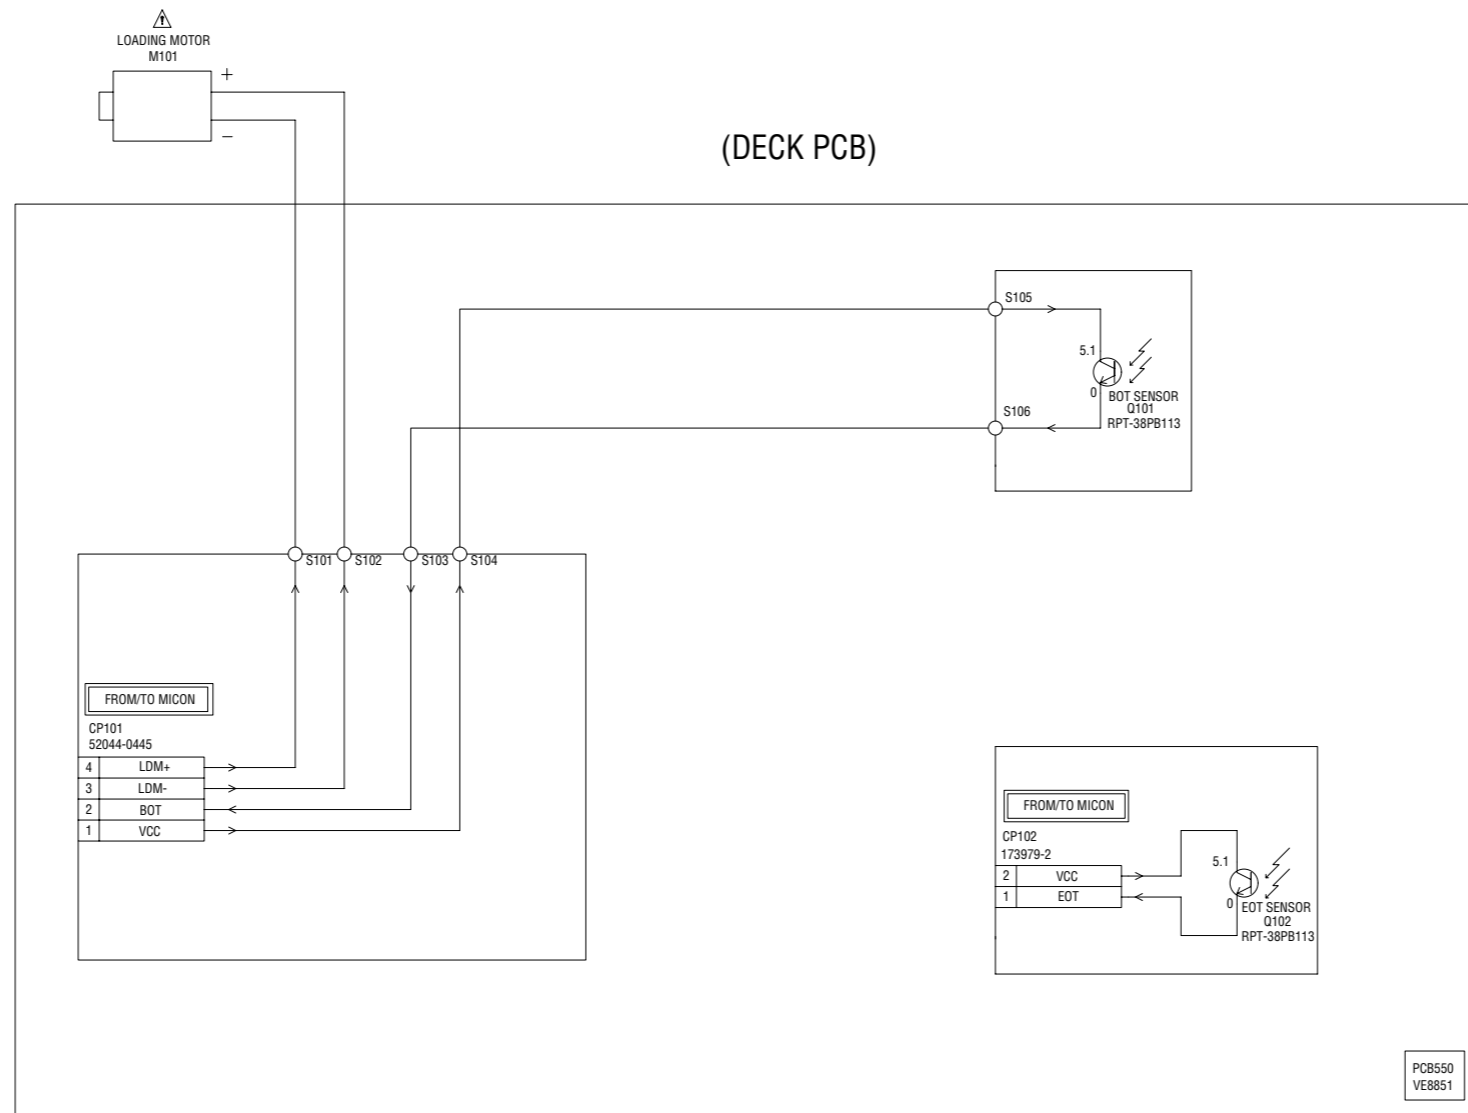 LOADING MOTOR
M101
+
−
(DECK PCB)
S105
5.1
0
BOT SENSOR
Q101
RPT-38PB113
S106
S101
S102
S103
S104
FROM/TO MICON
CP101
52044-0445
4 LDM+
3 LDM-
2 BOT
1 VCC
FROM/TO MICON
CP102
173979-2
2 VCC
1 EOT
5.1
0
EOT SENSOR
Q102
RPT-38PB113
PCB550
VE8851